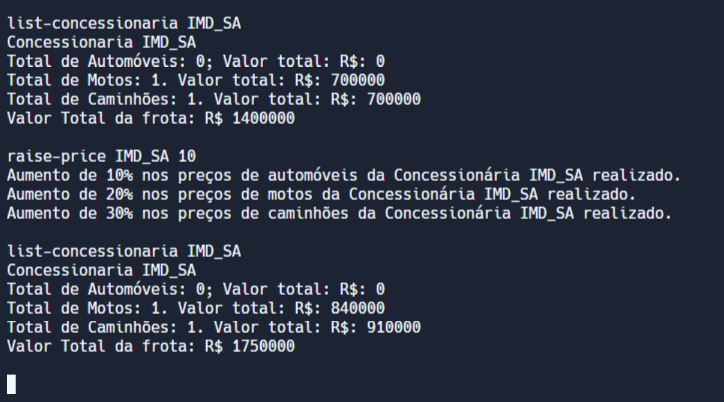 list-concessionaria IMD_SA
Concessionaria IMD_SA
Total de Automóveis: 0; Valor total: R$: 0
Total de Motos: 1. Valor total: R$: 700000
Total de Caminhões: 1. Valor total: R$: 700000
Valor Total da frota: R$ 1400000
raise-price IMD_SA 10
Aumento de 10% nos preços de automóveis da Concessionária IMD_SA realizado.
Aumento de 20% nos preços de motos da Concessionária IMD_SA realizado.
Aumento de 30% nos preços de caminhões da Concessionária IMD_SA realizado.
list-concessionaria IMD_SA
Concessionaria IMD_SA
Total de Automóveis: 0; Valor total: R$: 0
Total de Motos: 1. Valor total: R$: 840000
Total de Caminhões: 1. Valor total: R$: 910000
Valor Total da frota: R$ 1750000